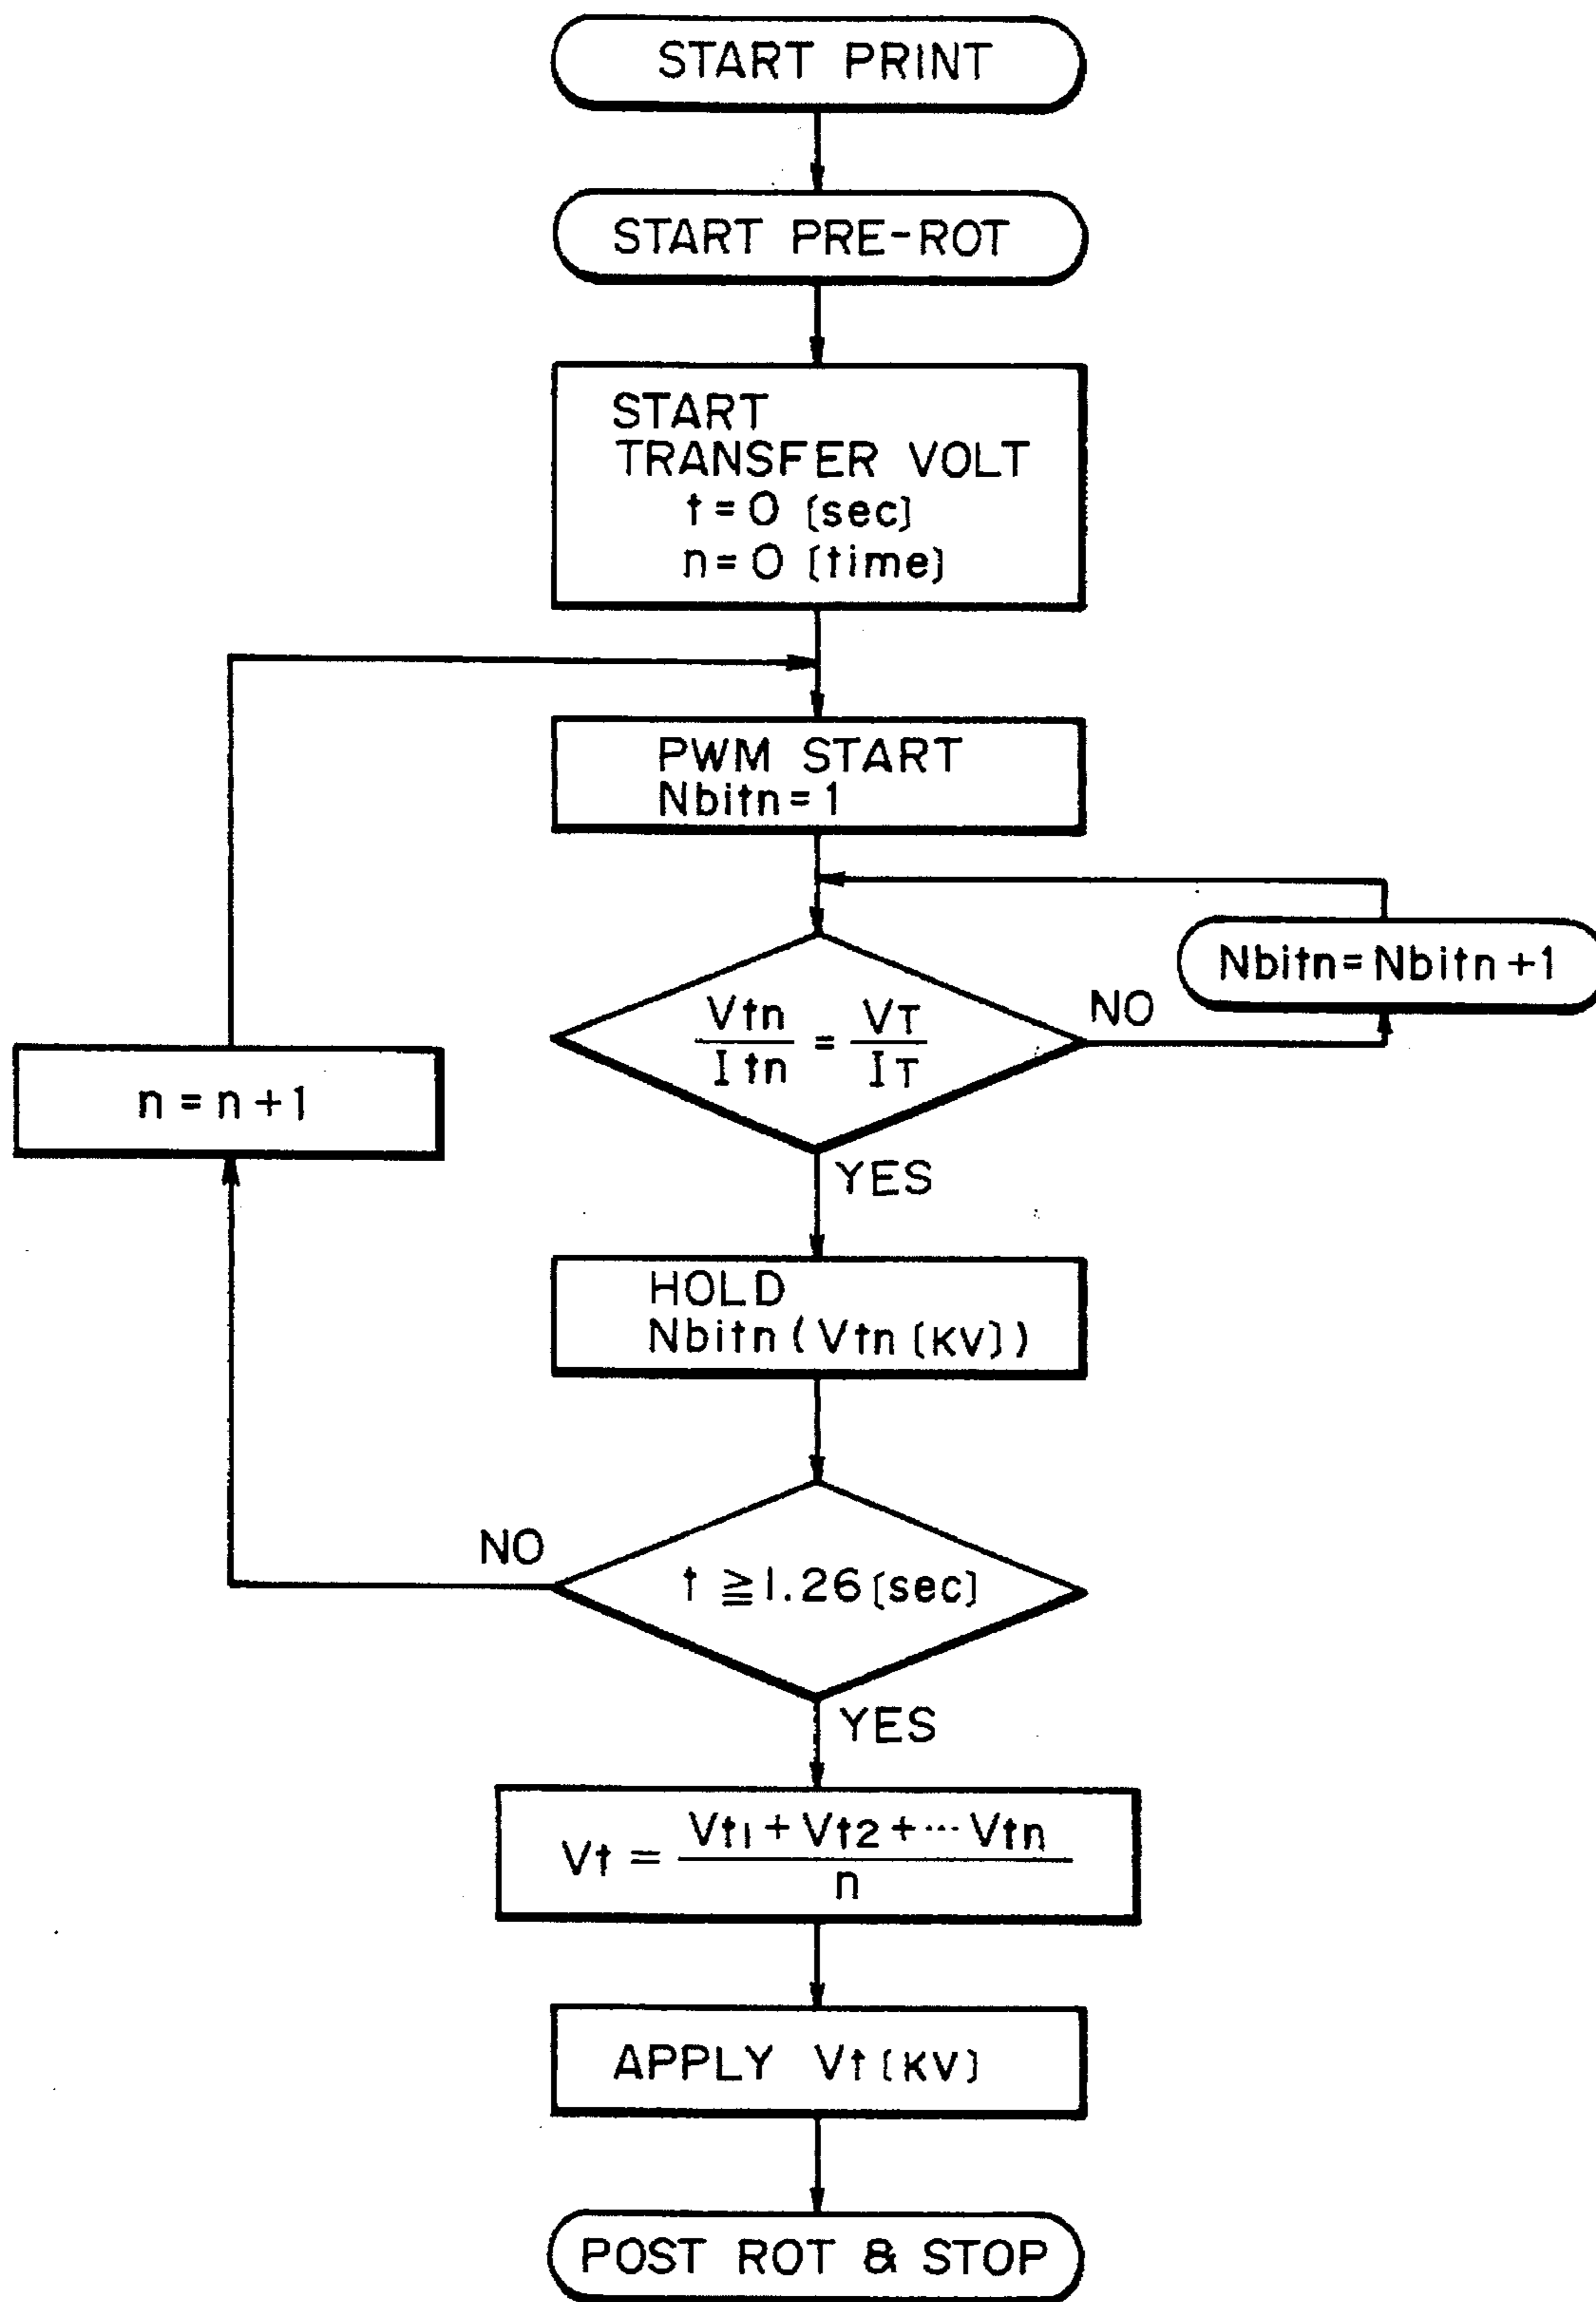 START PRINT
START PRE-ROT
START
TRANSFER VOLT
t=0 [sec]
n=0 [time]
PWM START
Nbitn=1
Nbitn=Nbitn+1
Vtn
Itn
=
VT
IT
NO
n=n+1
YES
HOLD
Nbitn(Vtn[KV])
NO
t≧1.26[sec]
YES
Vt=
Vt1+Vt2+···Vtn
n
APPLY Vt[KV]
POST ROT & STOP